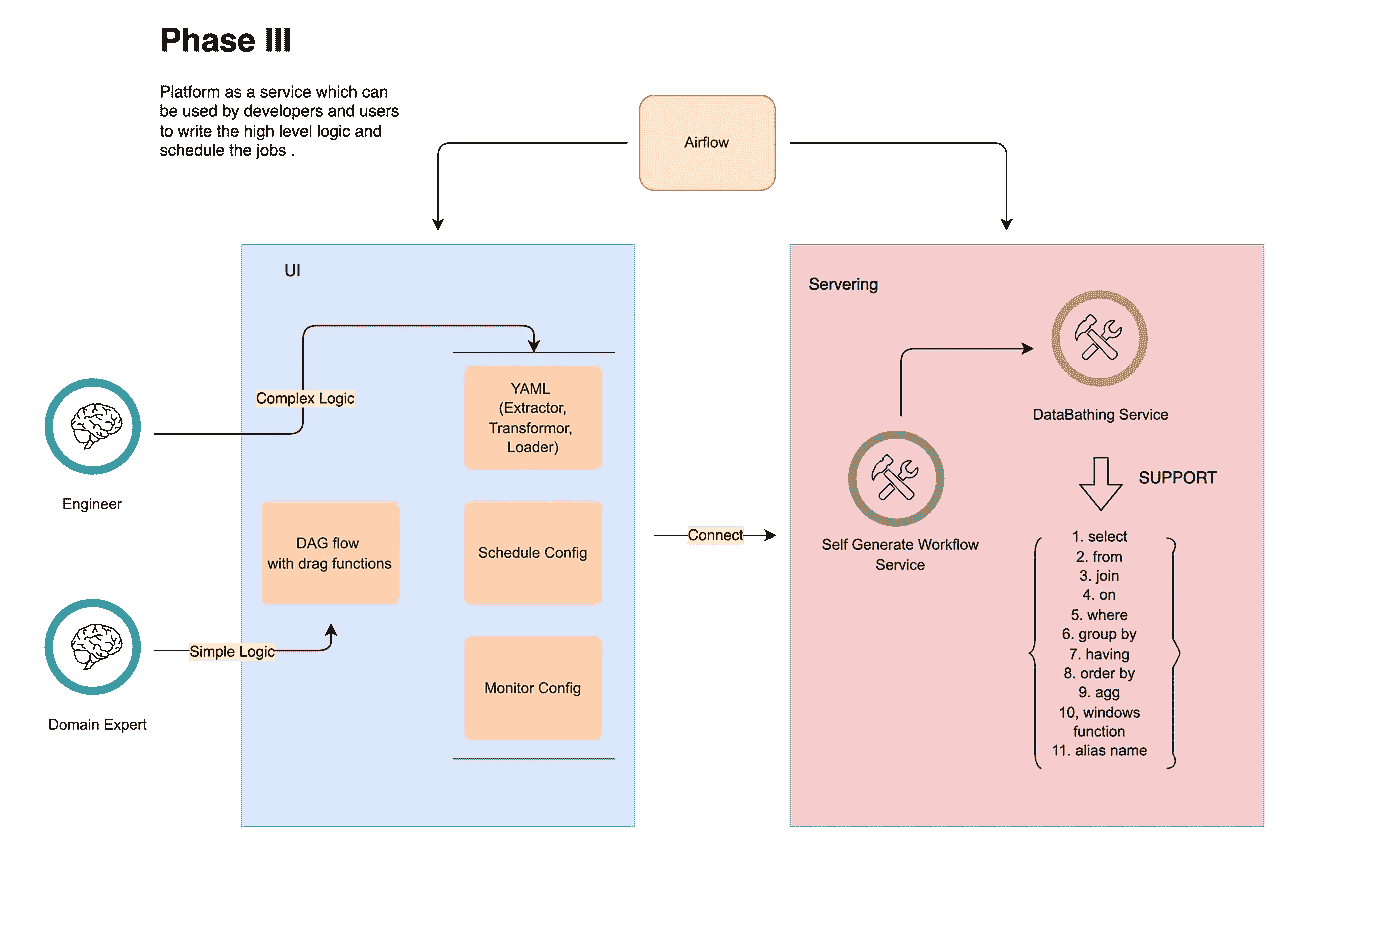 Phase III
Platform as a service which can
be used by developers and users
to write the high level logic and
schedule the jobs .
Airflow
UI
Complex Logic
YAML
(Extractor,
Transformor,
Loader)
Engineer
DAG flow
with drag functions
Schedule Config
Simple Logic
Monitor Config
Domain Expert
Connect
Servering
DataBathing Service
Self Generate Workflow
Service
SUPPORT
1. select
2. from
3. join
4. on
5. where
6. group by
7. having
8. order by
9. agg
10, windows
function
11. alias name